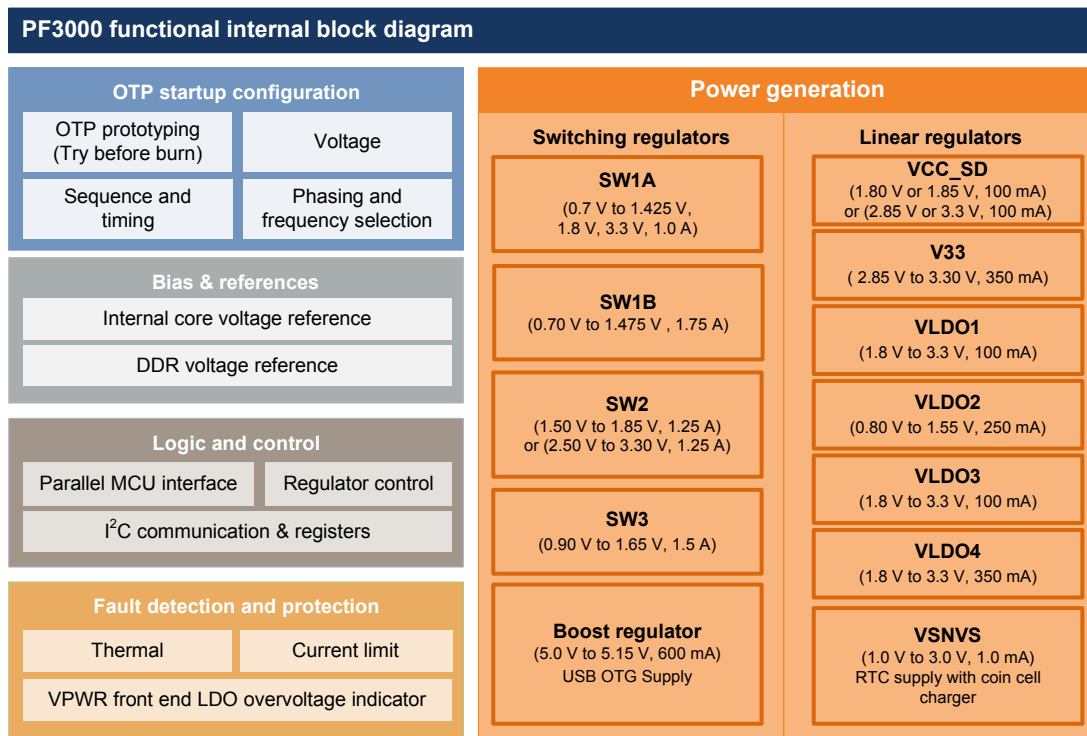 PF3000 functional internal block diagram
OTP startup configuration
OTP prototyping
(Try before burn)
Voltage
Sequence and
timing
Phasing and
frequency selection
Bias & references
Internal core voltage reference
DDR voltage reference
Logic and control
Parallel MCU interface
Regulator control
I²C communication & registers
Fault detection and protection
Thermal
Current limit
VPWR front end LDO overvoltage indicator
Power generation
Switching regulators
SW1A
(0.7 V to 1.425 V,
1.8 V, 3.3 V, 1.0 A)
SW1B
(0.70 V to 1.475 V , 1.75 A)
SW2
(1.50 V to 1.85 V, 1.25 A)
or (2.50 V to 3.30 V, 1.25 A)
SW3
(0.90 V to 1.65 V, 1.5 A)
Boost regulator
(5.0 V to 5.15 V, 600 mA)
USB OTG Supply
Linear regulators
VCC_SD
(1.80 V or 1.85 V, 100 mA)
or (2.85 V or 3.3 V, 100 mA)
V33
( 2.85 V to 3.30 V, 350 mA)
VLDO1
(1.8 V to 3.3 V, 100 mA)
VLDO2
(0.80 V to 1.55 V, 250 mA)
VLDO3
(1.8 V to 3.3 V, 100 mA)
VLDO4
(1.8 V to 3.3 V, 350 mA)
VSNVS
(1.0 V to 3.0 V, 1.0 mA)
RTC supply with coin cell
charger